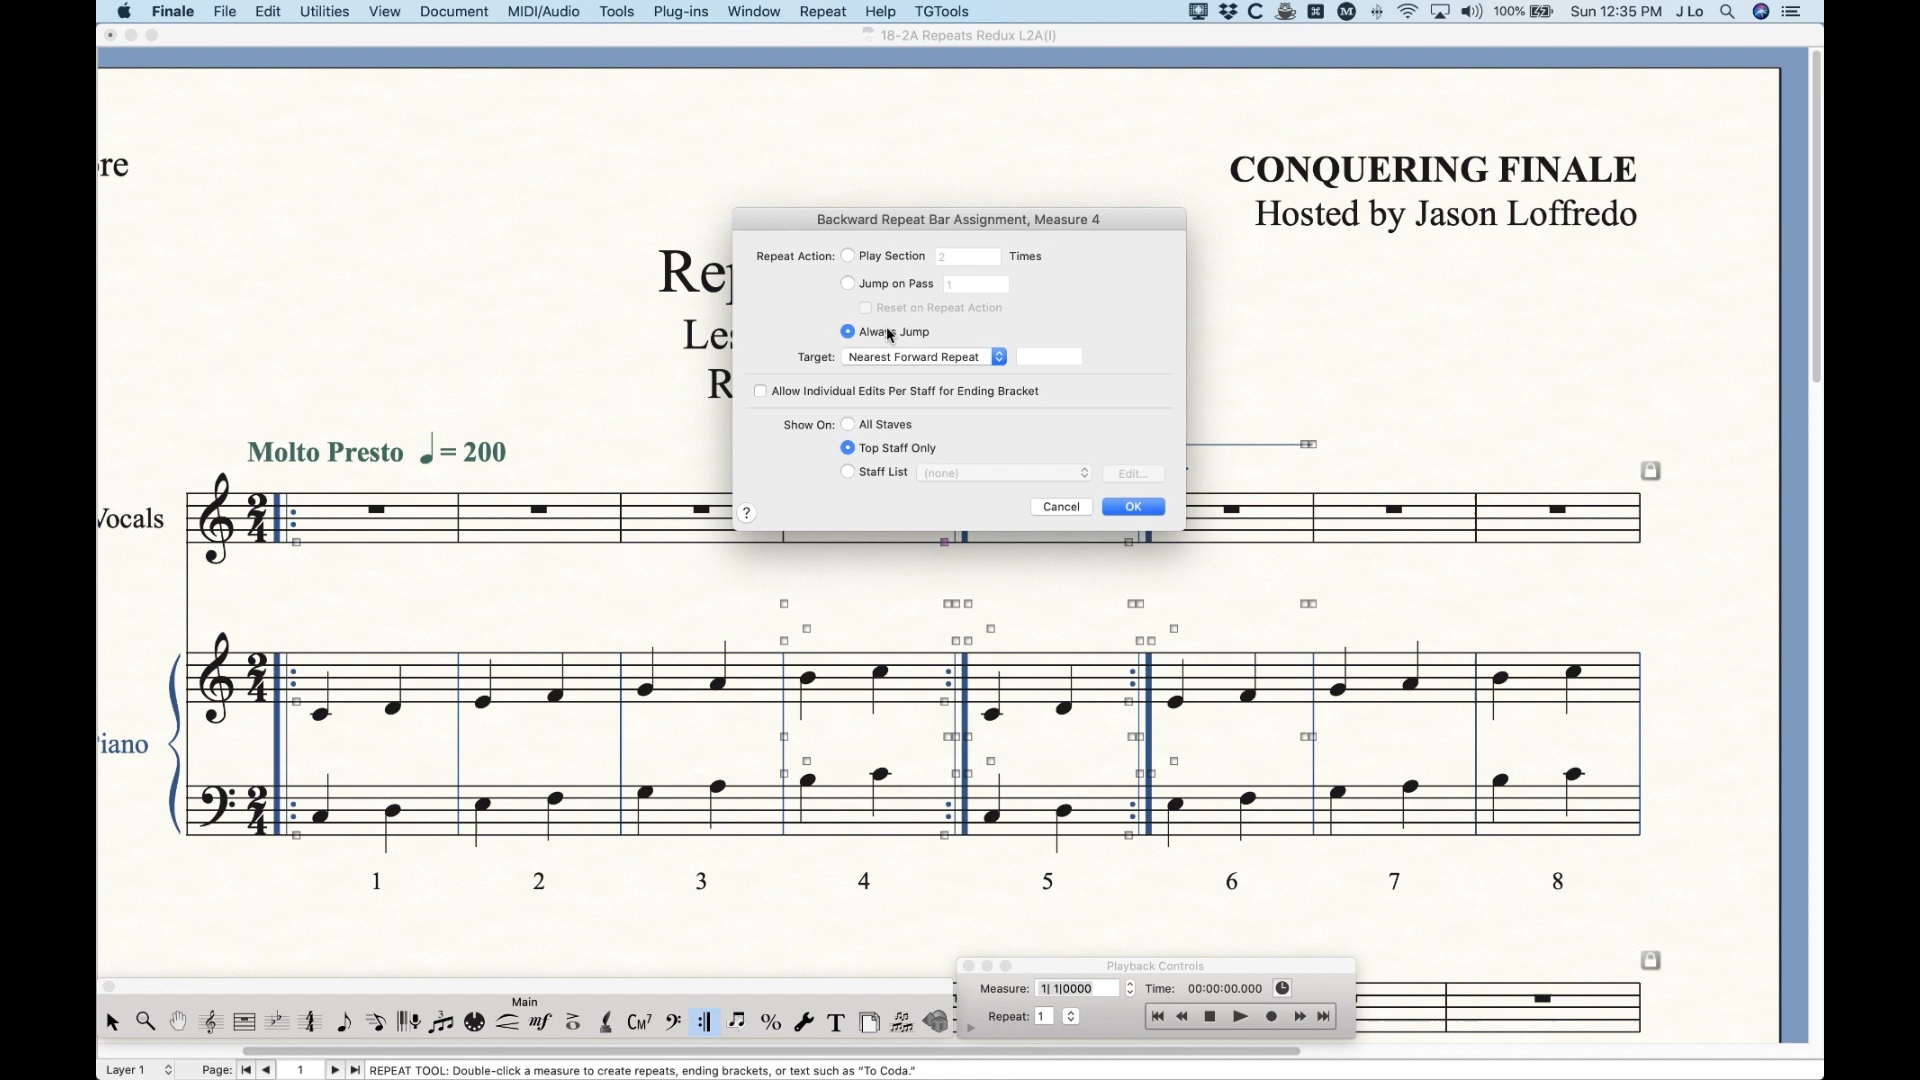 Finale File Edit Utilities View Document MIDI/Audio Tools Plug-ins Window Repeat Help TGTools 100% Sun 12:35 PM J Lo
18-2A Repeats Redux L2A(I)
re
CONQUERING FINALE
Hosted by Jason Loffredo
Backward Repeat Bar Assignment, Measure 4
Repeat Action: Play Section 2 Times
Jump on Pass 1
Reset on Repeat Action
Always Jump
Target: Nearest Forward Repeat
Allow Individual Edits Per Staff for Ending Bracket
Show On: All Staves
Top Staff Only
Staff List (none) Edit...
? Cancel OK
Rep
Les
R
Molto Presto = 200
Vocals
iano
1 2 3 4 5 6 7 8
Playback Controls
Measure: 1| 1|0000 Time: 00:00:00.000
Repeat: 1
Main
Layer 1 Page: 1 REPEAT TOOL: Double-click a measure to create repeats, ending brackets, or text such as “To Coda.”